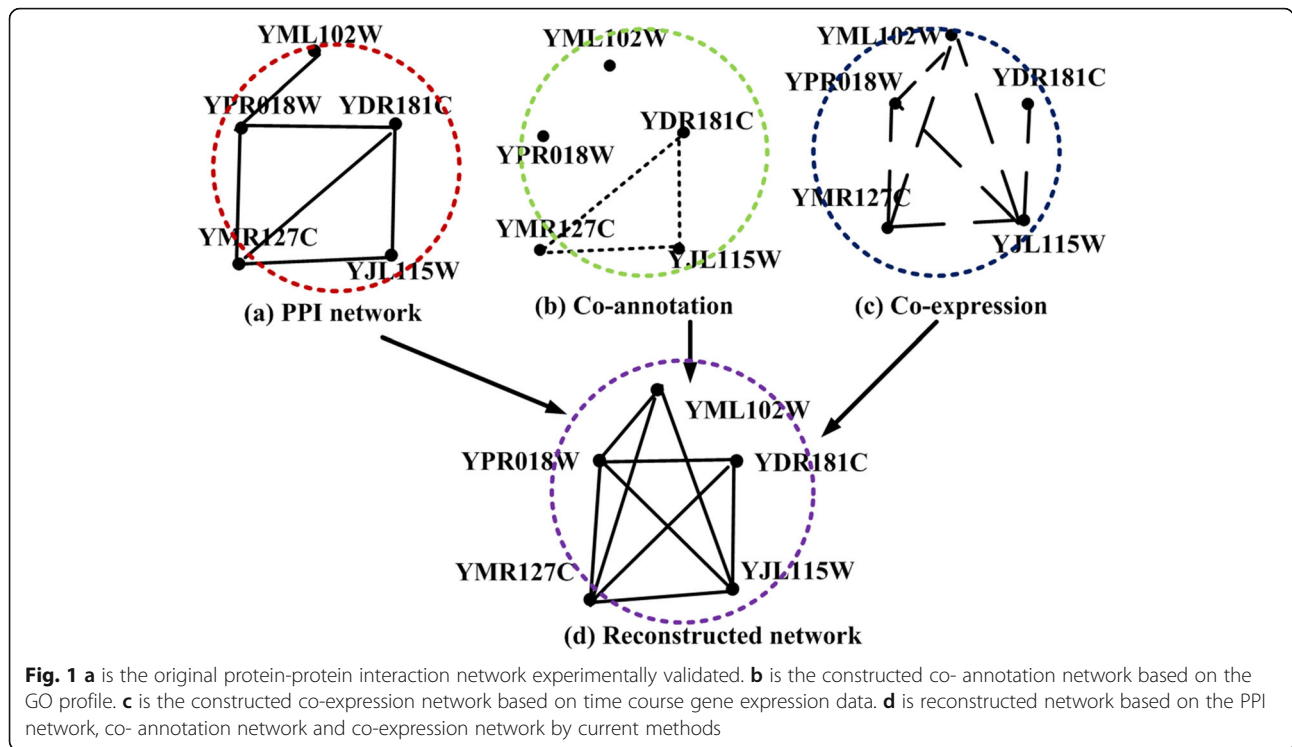 YML102W
YPR018W
YDR181C
YMR127C
YJL115W
(a) PPI network
YML102W
YDR181C
YPR018W
YMR127C
YJL115W
(b) Co-annotation
YML102W
YPR018W
YDR181C
YMR127C
YJL115W
(c) Co-expression
YML102W
YPR018W
YDR181C
YMR127C
YJL115W
(d) Reconstructed network
Fig. 1 a is the original protein-protein interaction network experimentally validated. b is the constructed co- annotation network based on the
GO profile. c is the constructed co-expression network based on time course gene expression data. d is reconstructed network based on the PPI
network, co- annotation network and co-expression network by current methods